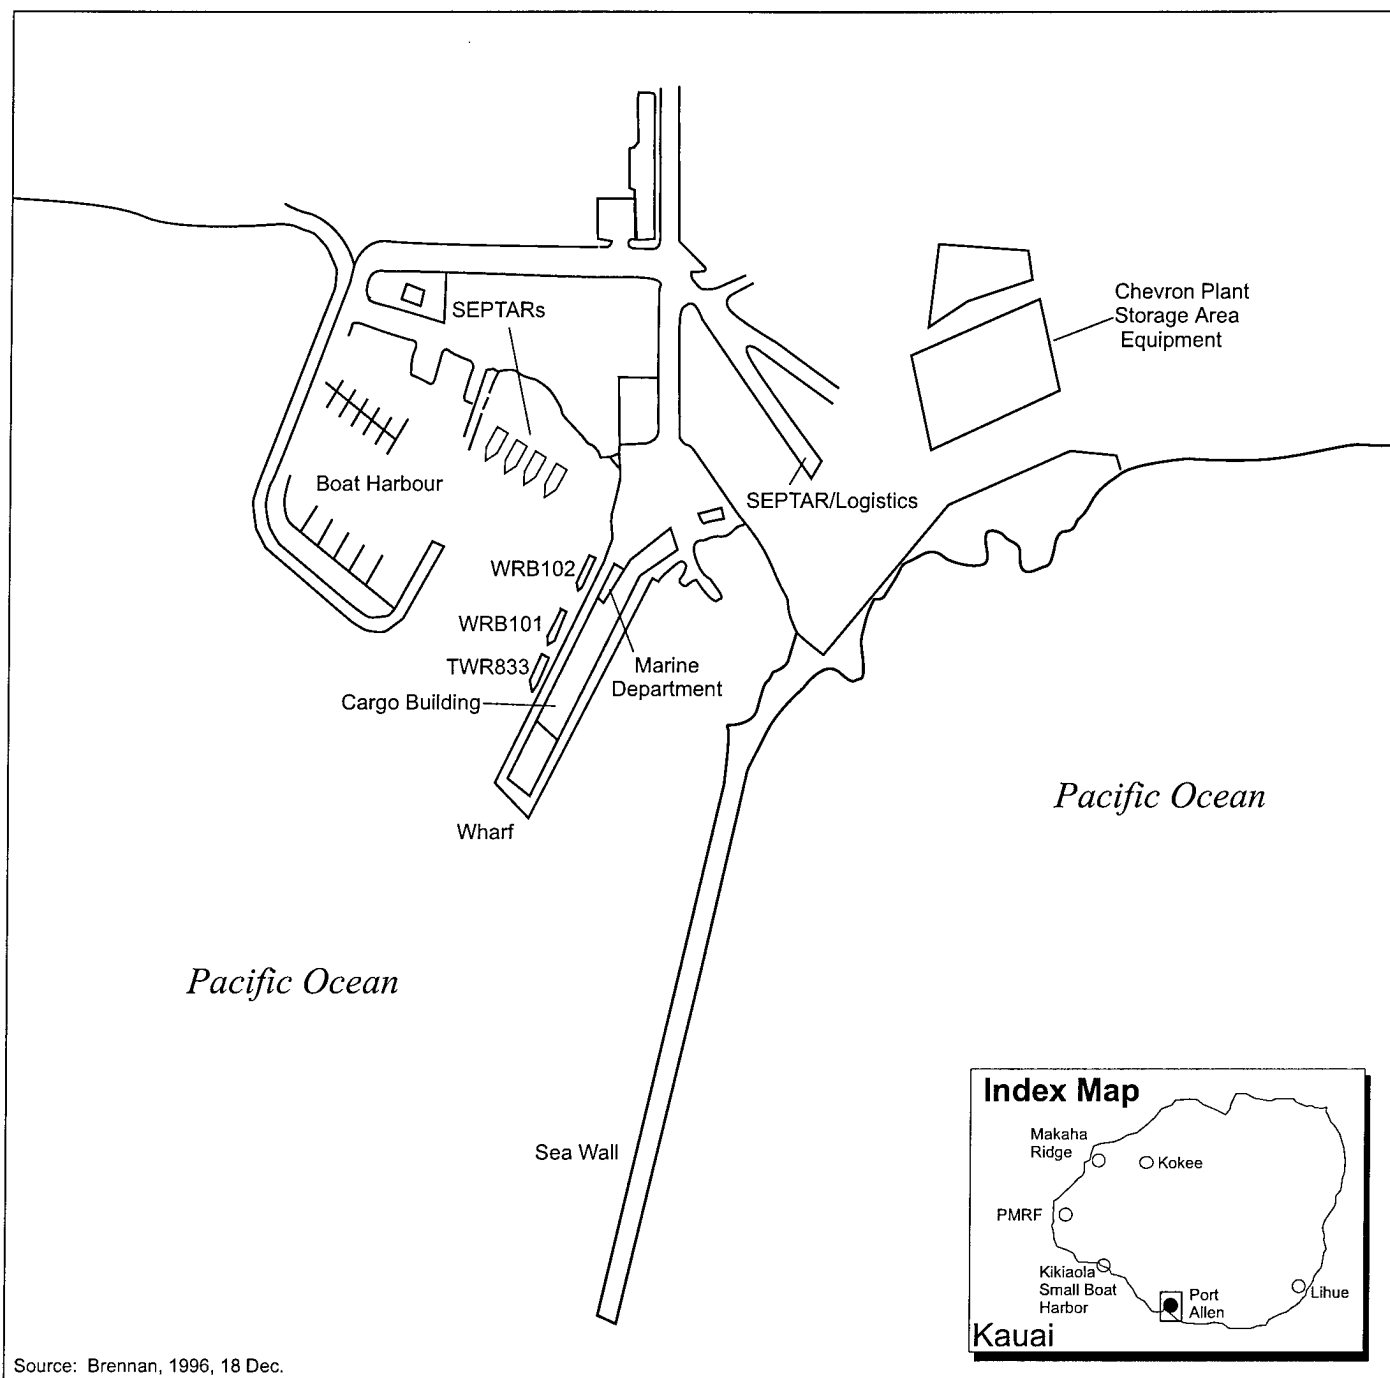 SEPTARs
Chevron Plant
Storage Area
Equipment
Boat Harbour
SEPTAR/Logistics
WRB102
WRB101
TWR833
Marine
Department
Cargo Building
Wharf
Pacific Ocean
Pacific Ocean
Sea Wall
Index Map
Makaha
Ridge
Kokee
PMRF
Kikiaola
Small Boat
Harbor
Port
Allen
Lihue
Kauai
Source: Brennan, 1996, 18 Dec.